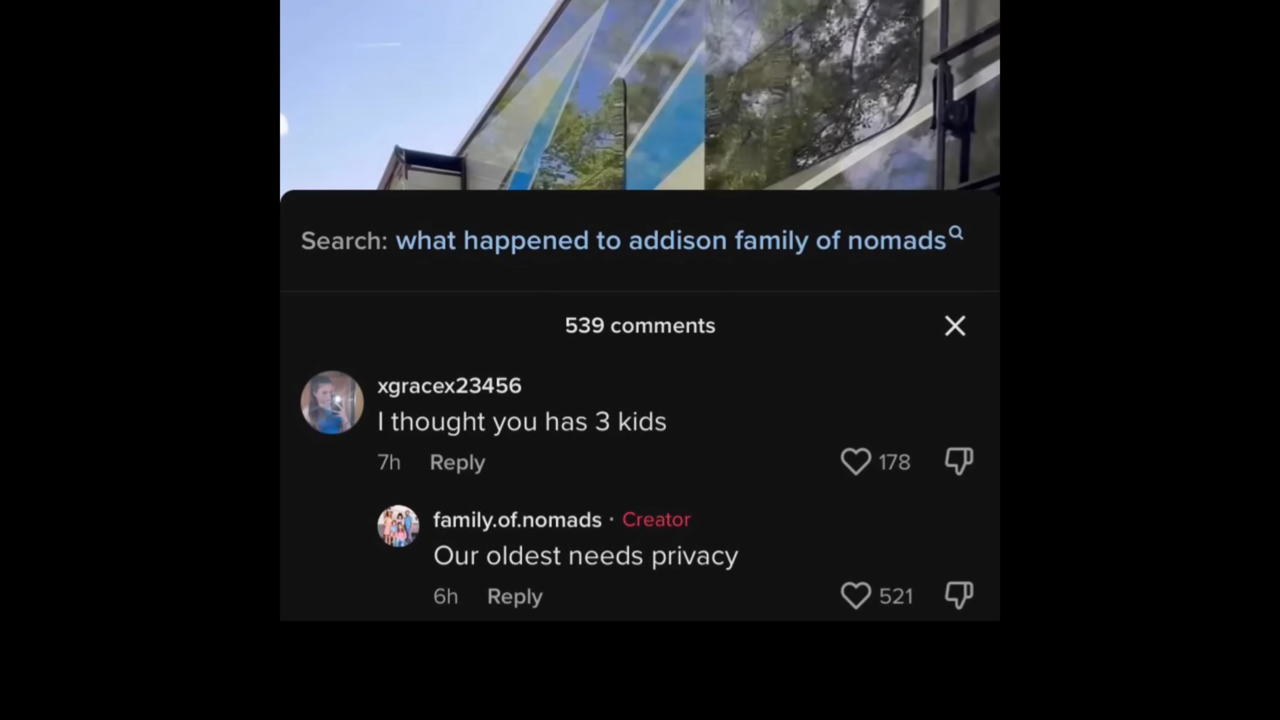 Search: what happened to addison family of nomads
539 comments
xgracex23456
I thought you has 3 kids
7h Reply 178
family.of.nomads · Creator
Our oldest needs privacy
6h Reply 521